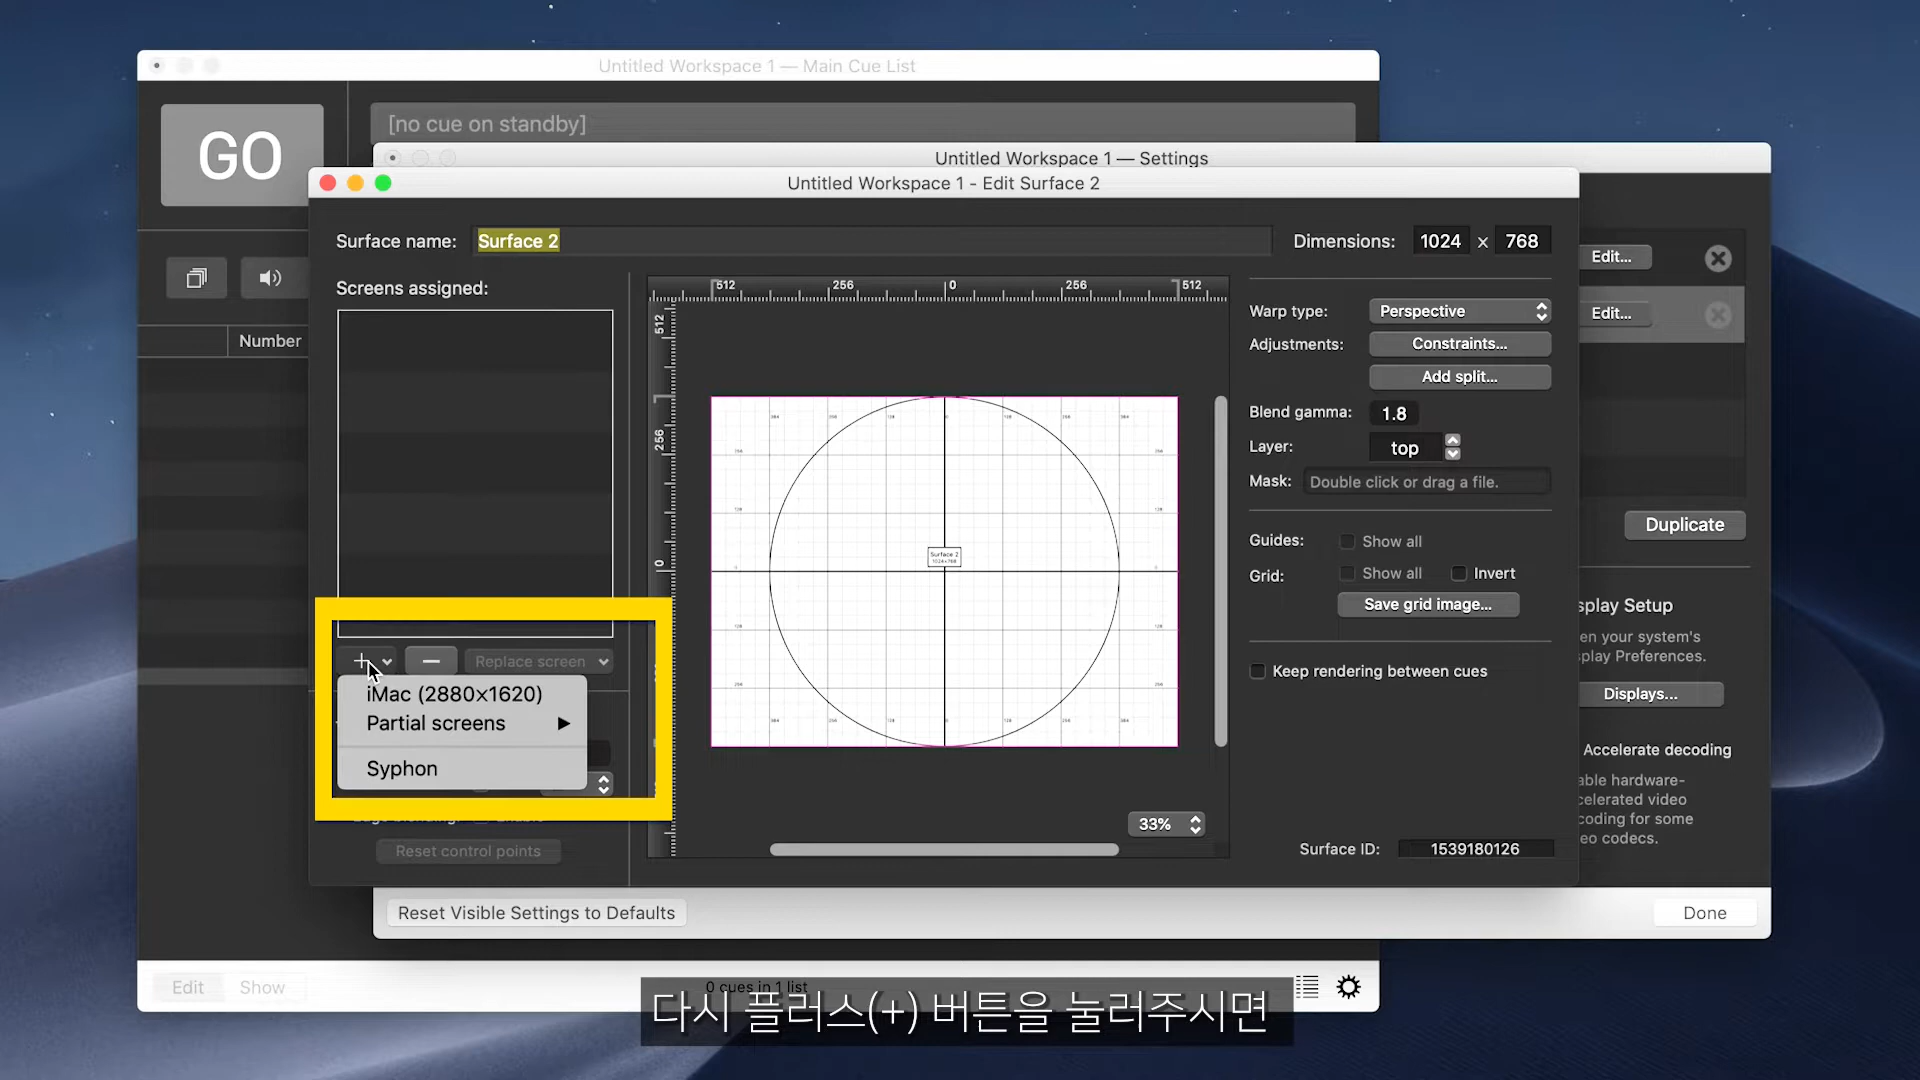 Untitled Workspace 1 — Main Cue List
GO
[no cue on standby]
Untitled Workspace 1 — Settings
Untitled Workspace 1 - Edit Surface 2
Surface name: Surface 2
Dimensions: 1024 x 768
Edit...
Edit...
Number
Screens assigned:
512 256 0 256 512
512
256
0
Warp type: Perspective
Adjustments: Constraints...
Add split...
Blend gamma: 1.8
Layer: top
Mask: Double click or drag a file.
Duplicate
Guides: Show all
Grid: Show all Invert
Save grid image...
Surface 2
1024x768
splay Setup
en your system's
splay Preferences.
Displays...
Replace screen
iMac (2880×1620)
Partial screens
Syphon
Keep rendering between cues
Accelerate decoding
able hardware-
celerated video
coding for some
eo codecs.
33%
Reset control points
Surface ID: 1539180126
Reset Visible Settings to Defaults
Done
Edit Show
0 cues in 1 list
다시 플러스(+) 버튼을 눌러주시면